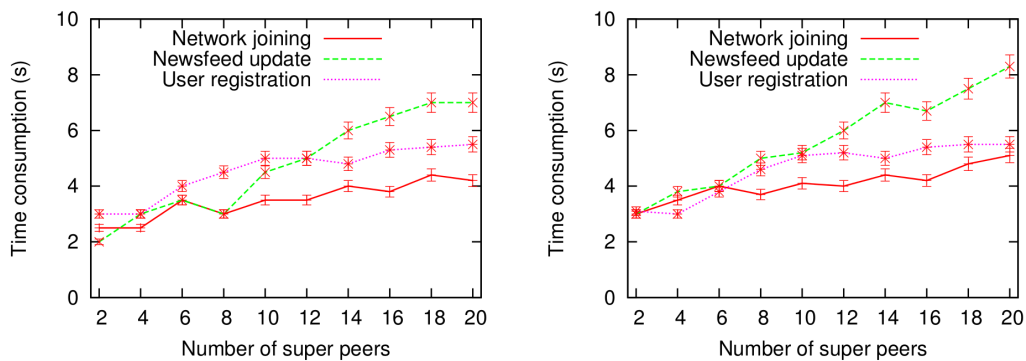 10
8
6
4
2
0
Time consumption (s)
Network joining
Newsfeed update
User registration
2 4 6 8 10 12 14 16 18 20
Number of super peers
10
8
6
4
2
0
Time consumption (s)
Network joining
Newsfeed update
User registration
2 4 6 8 10 12 14 16 18 20
Number of super peers